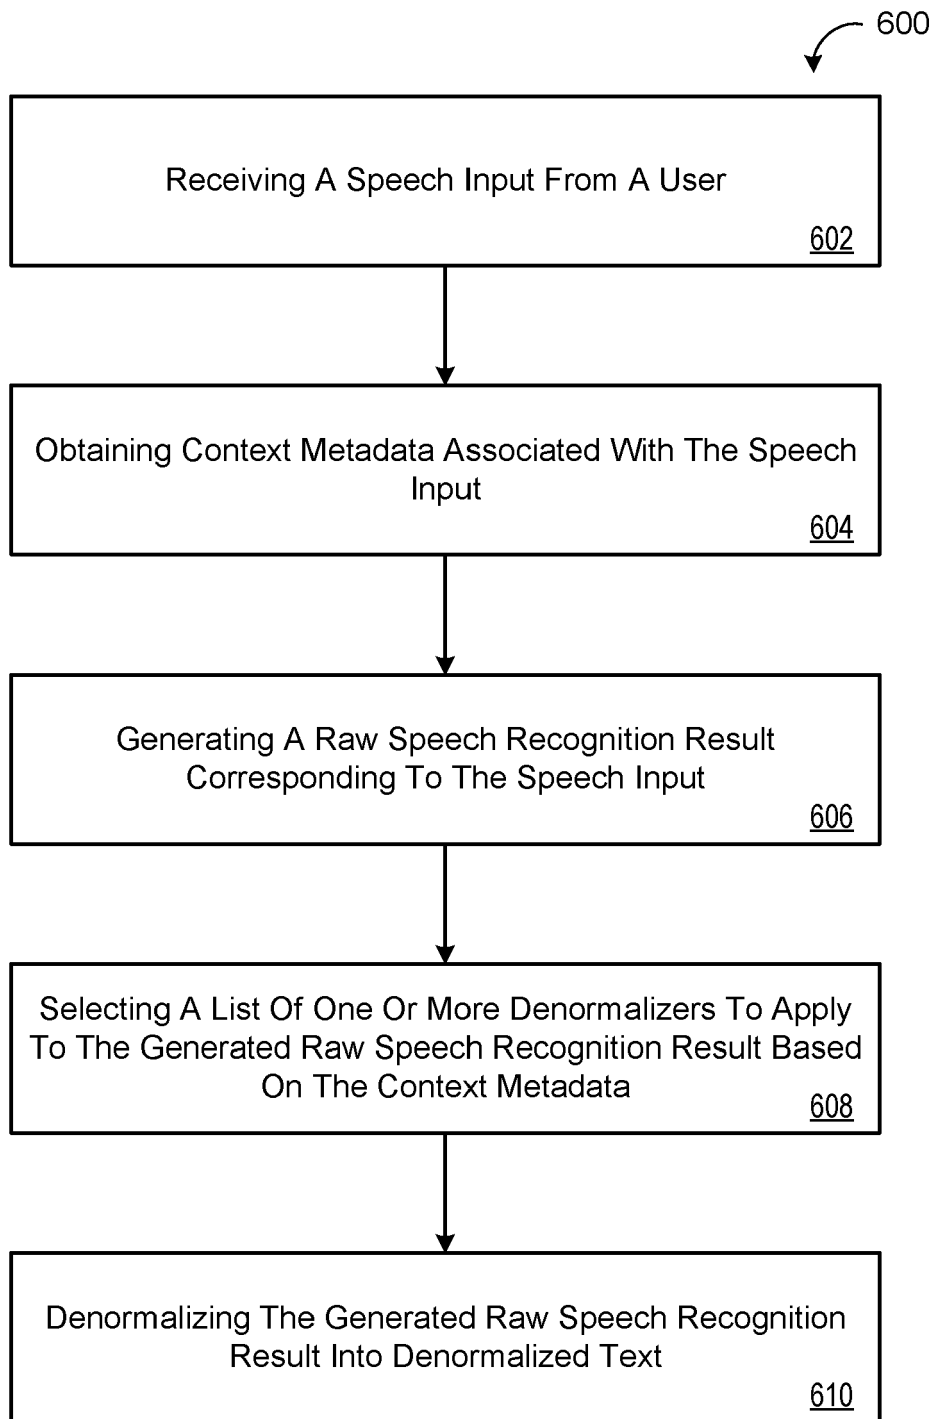 600
Receiving A Speech Input From A User
602
Obtaining Context Metadata Associated With The Speech
Input
604
Generating A Raw Speech Recognition Result
Corresponding To The Speech Input
606
Selecting A List Of One Or More Denormalizers To Apply
To The Generated Raw Speech Recognition Result Based
On The Context Metadata
608
Denormalizing The Generated Raw Speech Recognition
Result Into Denormalized Text
610